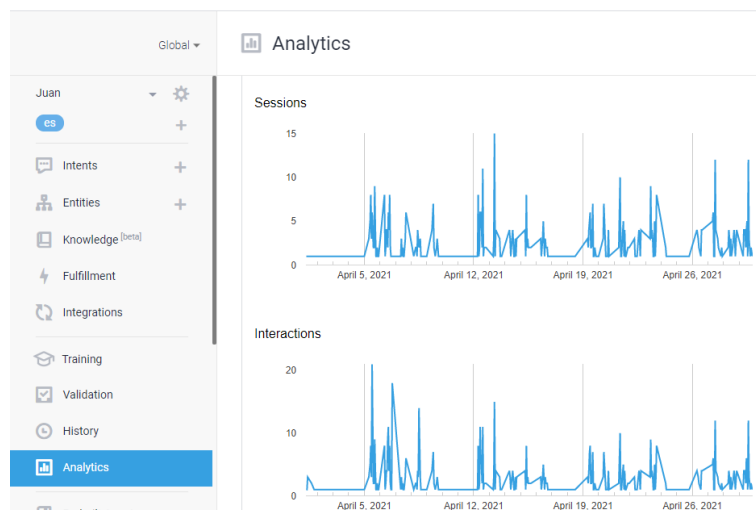 Global
Analytics
Juan
es
Intents
Entities
Knowledge [beta]
Fulfillment
Integrations
Training
Validation
History
Analytics
Sessions
15
10
5
0
April 5, 2021 April 12, 2021 April 19, 2021 April 26, 2021
Interactions
20
10
0
April 5, 2021 April 12, 2021 April 19, 2021 April 26, 2021